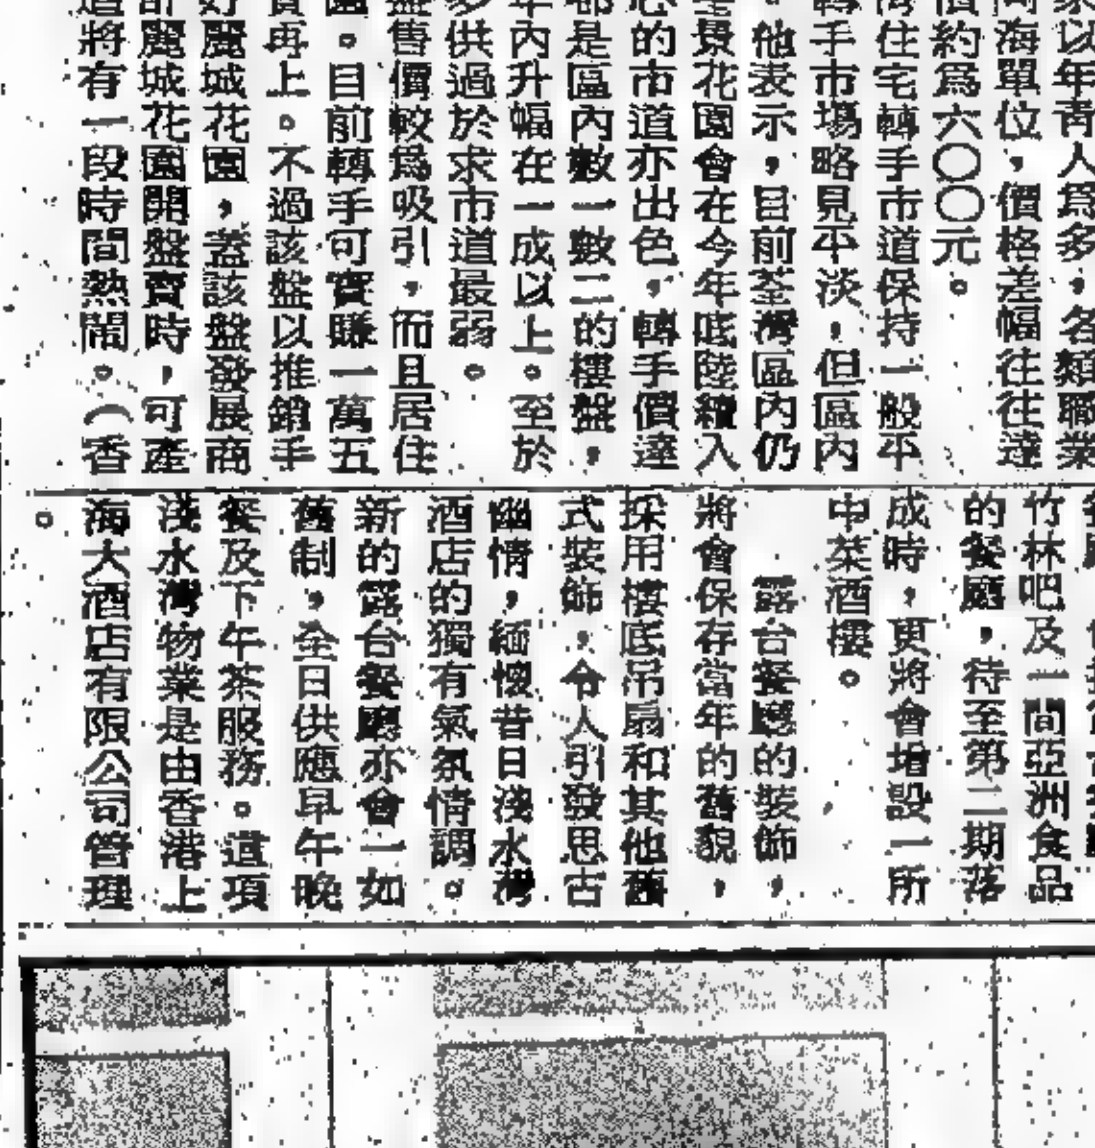 家以年青人爲多，各類職業
向海單位，價格差幅往往達
價約爲六〇〇元。
灣住宅轉手市道保持一般平
轉手市場略見平淡，但區內
。他表示，目前荃灣區內仍
全景花園會在今年底陸續入
心的市道亦出色，轉手價達
都是區內數一數二的樓盤，
年內升幅在一成以上。至於
多供過於求市道最弱。
盤售價較爲吸引，而且居住
園。目前轉手可實賺一萬五
賣再上。不過該盤以推銷手
好麗城花園，蓋該盤發展商
計麗城花園開盤賣時，可產
道將有一段時間熱鬧。（香
竹林吧及一間亞洲食品
的餐廳，待至第二期落
成時，更將會增設一所
中菜酒樓。
露台餐廳的裝飾，
將會保存當年的舊貌，
採用樓底吊扇和其他舊
式裝飾，令人引發思古
幽情，緬懷昔日淺水灣
酒店的獨有氣氛情調。
新的露台餐廳亦會一如
舊制，全日供應早午晚
餐及下午茶服務。這項
淺水灣物業是由香港上
海大酒店有限公司管理
。